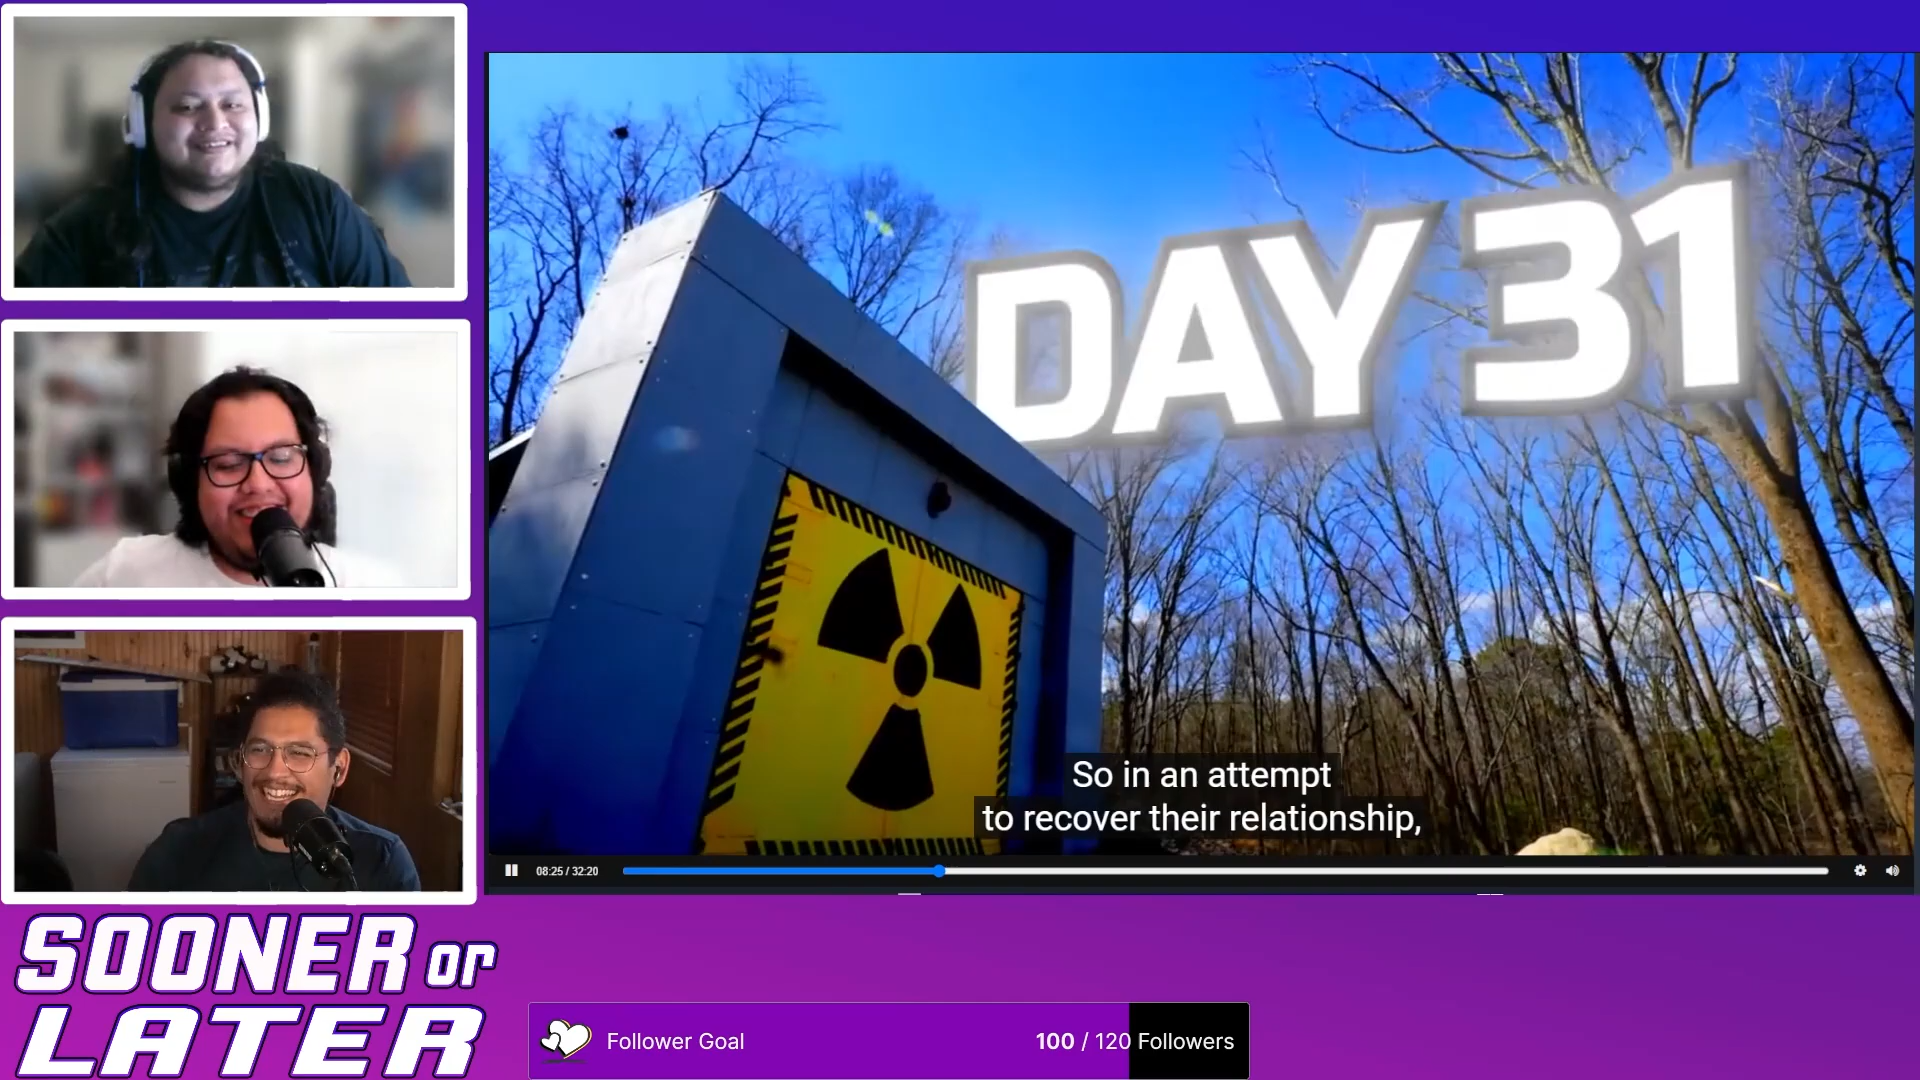 DAY 31
So in an attempt
to recover their relationship,
08:25 / 32:20
SOONER or
LATER
Follower Goal
100 / 120 Followers